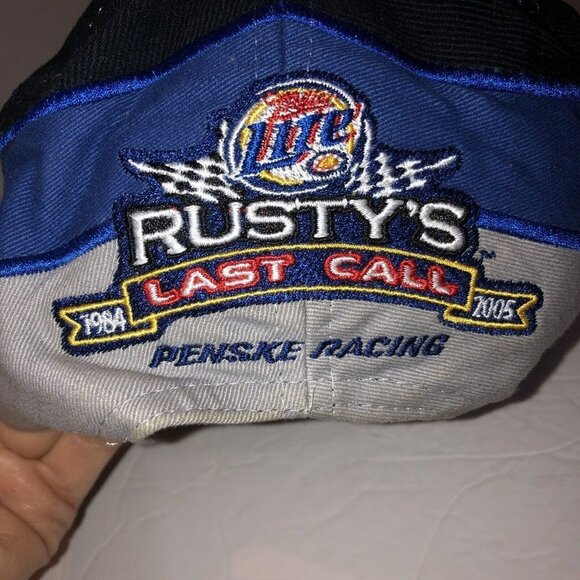 Miller
Lite
RUSTY'S
LAST CALL
1984 2005
PENSKE RACING